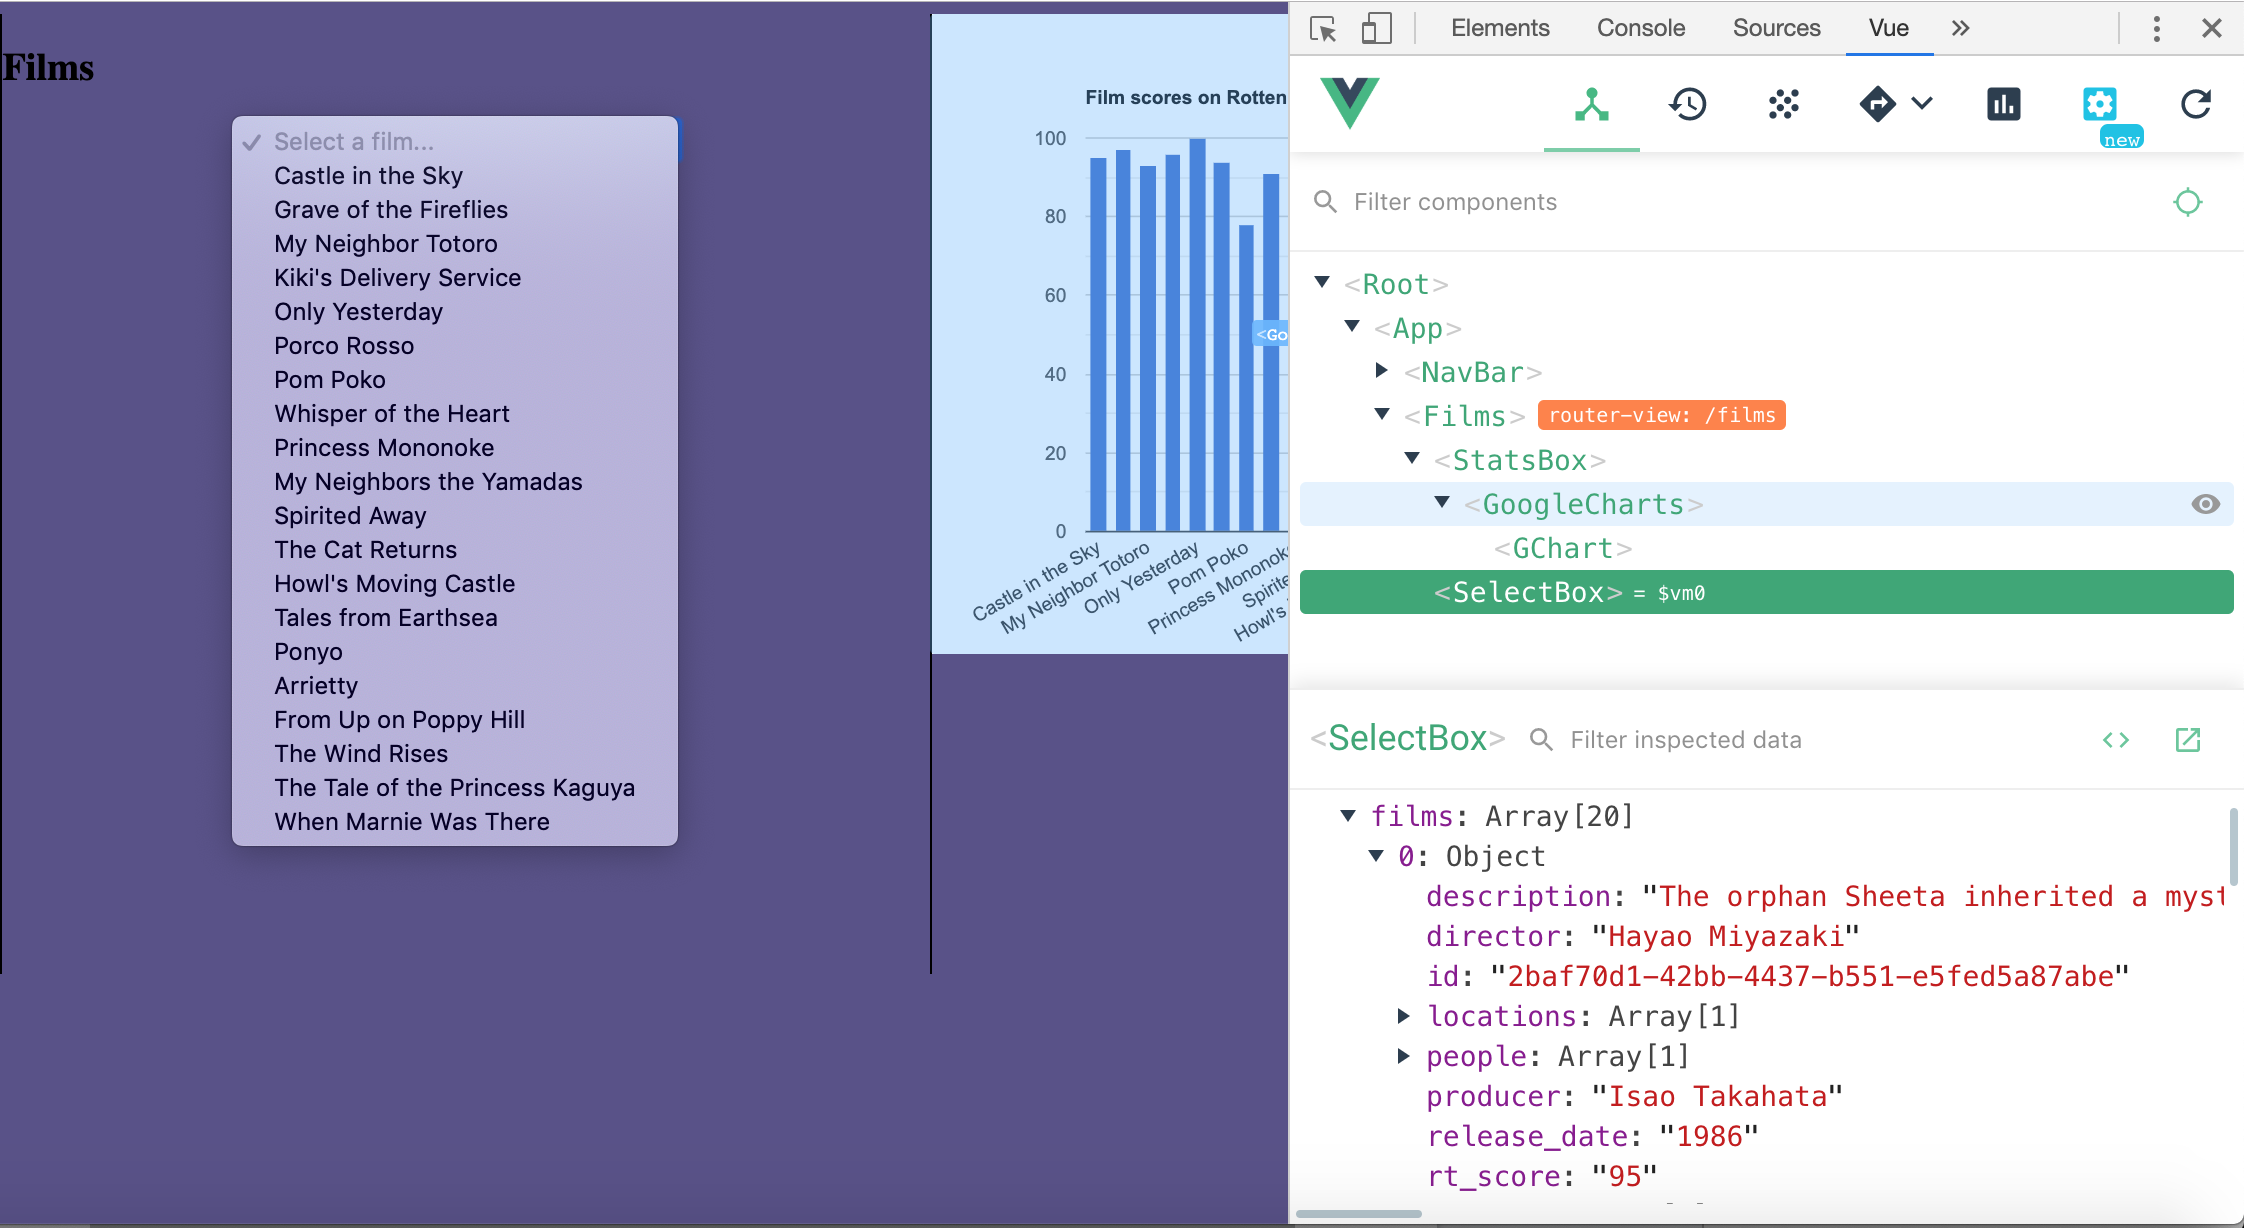 Films
Select a film...
Castle in the Sky
Grave of the Fireflies
My Neighbor Totoro
Kiki's Delivery Service
Only Yesterday
Porco Rosso
Pom Poko
Whisper of the Heart
Princess Mononoke
My Neighbors the Yamadas
Spirited Away
The Cat Returns
Howl's Moving Castle
Tales from Earthsea
Ponyo
Arrietty
From Up on Poppy Hill
The Wind Rises
The Tale of the Princess Kaguya
When Marnie Was There
Film scores on Rotten
100
80
60
40
20
0
<Go
Castle in the Sky
My Neighbor Totoro
Only Yesterday
Pom Poko
Princess Mononok
Spirite
Howl's
Elements Console Sources Vue
new
Filter components
<Root>
<App>
<NavBar>
<Films> router-view: /films
<StatsBox>
<GoogleCharts>
<GChart>
<SelectBox> = $vm0
<SelectBox> Filter inspected data
films: Array[20]
0: Object
description: "The orphan Sheeta inherited a myst
director: "Hayao Miyazaki"
id: "2baf70d1-42bb-4437-b551-e5fed5a87abe"
locations: Array[1]
people: Array[1]
producer: "Isao Takahata"
release_date: "1986"
rt_score: "95"